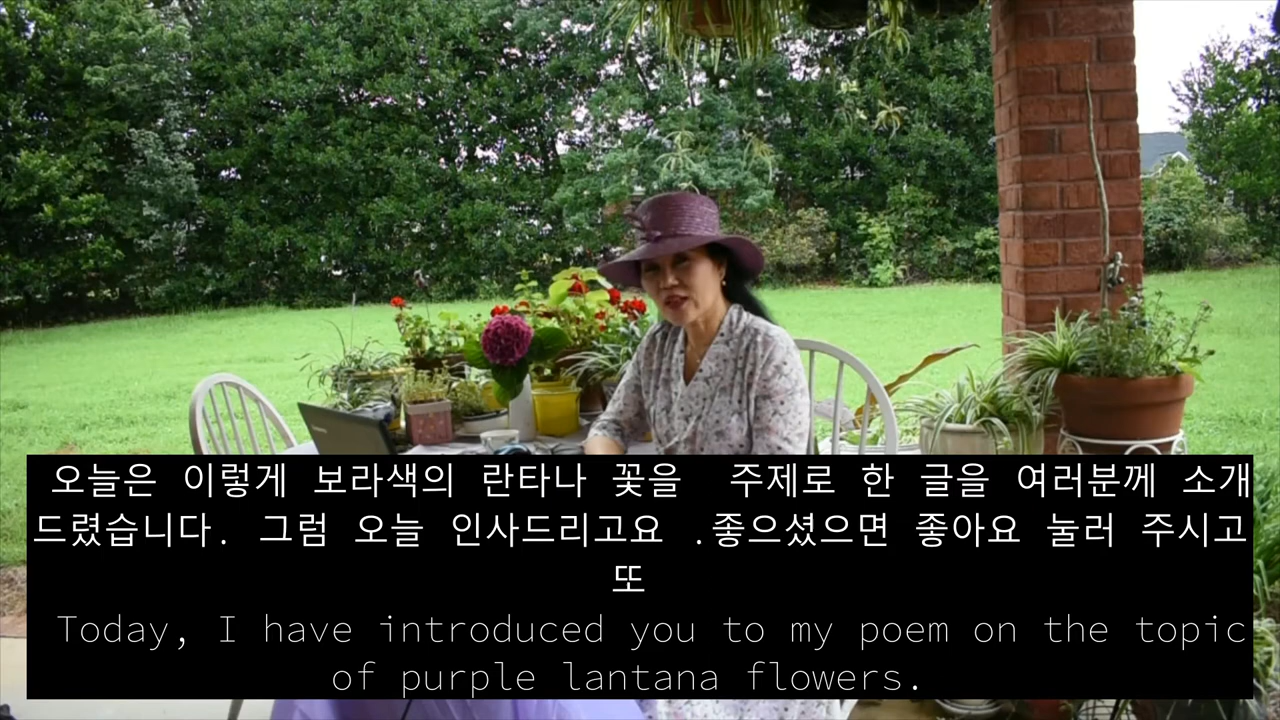 오늘은 이렇게 보라색의 란타나 꽃을 주제로 한 글을 여러분께 소개
드렸습니다. 그럼 오늘 인사드리고요 .좋으셨으면 좋아요 눌러 주시고
또
Today, I have introduced you to my poem on the topic
of purple lantana flowers.